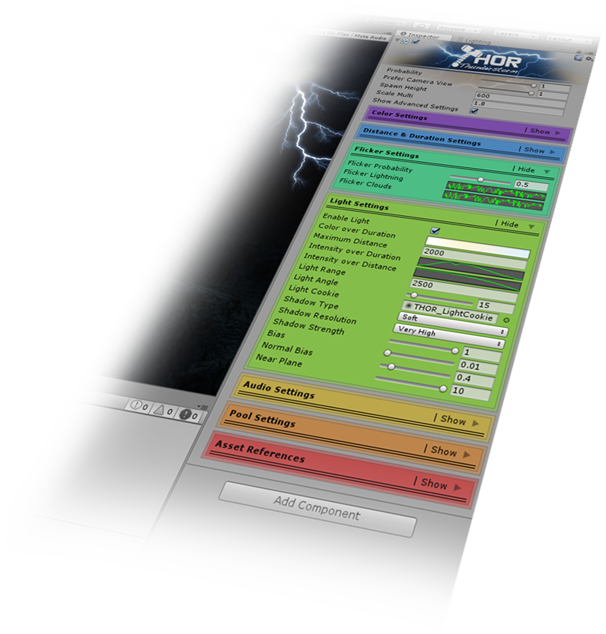 Mute Audio
Inspector
THOR
Thunderstorm
Probability
1
Prefer Camera View
1
Spawn Height
600
Scale Multi
1.8
Show Advanced Settings
Color Settings | Show
Distance & Duration Settings | Show
Flicker Settings | Hide
Flicker Probability 0.5
Flicker Lightning
Flicker Clouds
Light Settings | Hide
Enable Light
Color over Duration
Maximum Distance 2000
Intensity over Duration
Intensity over Distance
Light Range 2500
Light Angle 15
Light Cookie THOR_LightCookie
Shadow Type Soft
Shadow Resolution Very High
Shadow Strength 1
Bias 0.01
Normal Bias 0.4
Near Plane 10
0 0 0
Audio Settings | Show
Pool Settings | Show
Asset References | Show
Add Component